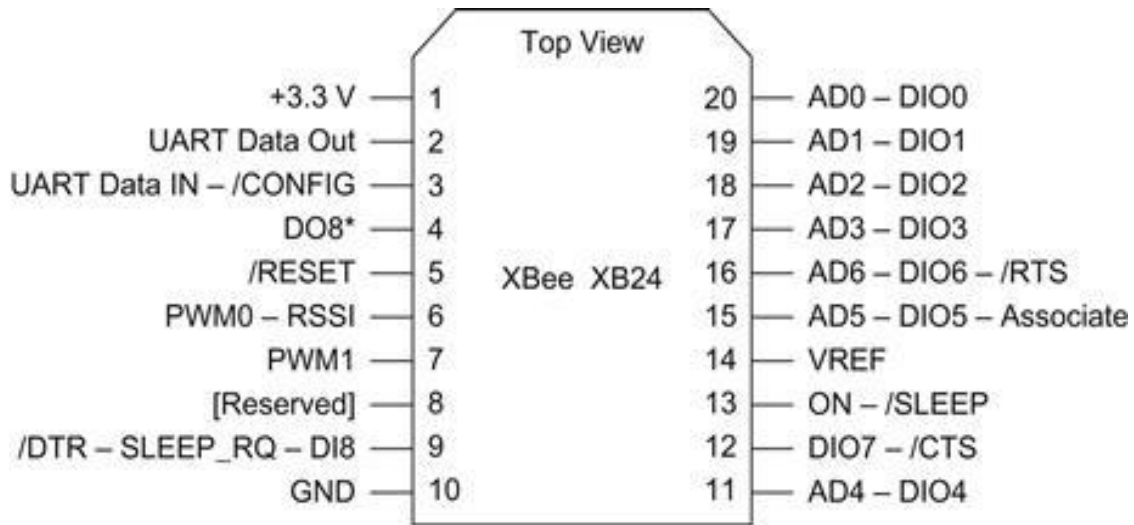 Top View
+3.3 V 1 20 AD0 – DIO0
UART Data Out 2 19 AD1 – DIO1
UART Data IN – /CONFIG 3 18 AD2 – DIO2
DO8* 4 17 AD3 – DIO3
/RESET 5 XBee XB24 16 AD6 – DIO6 – /RTS
PWM0 – RSSI 6 15 AD5 – DIO5 – Associate
PWM1 7 14 VREF
[Reserved] 8 13 ON – /SLEEP
/DTR – SLEEP_RQ – DI8 9 12 DIO7 – /CTS
GND 10 11 AD4 – DIO4